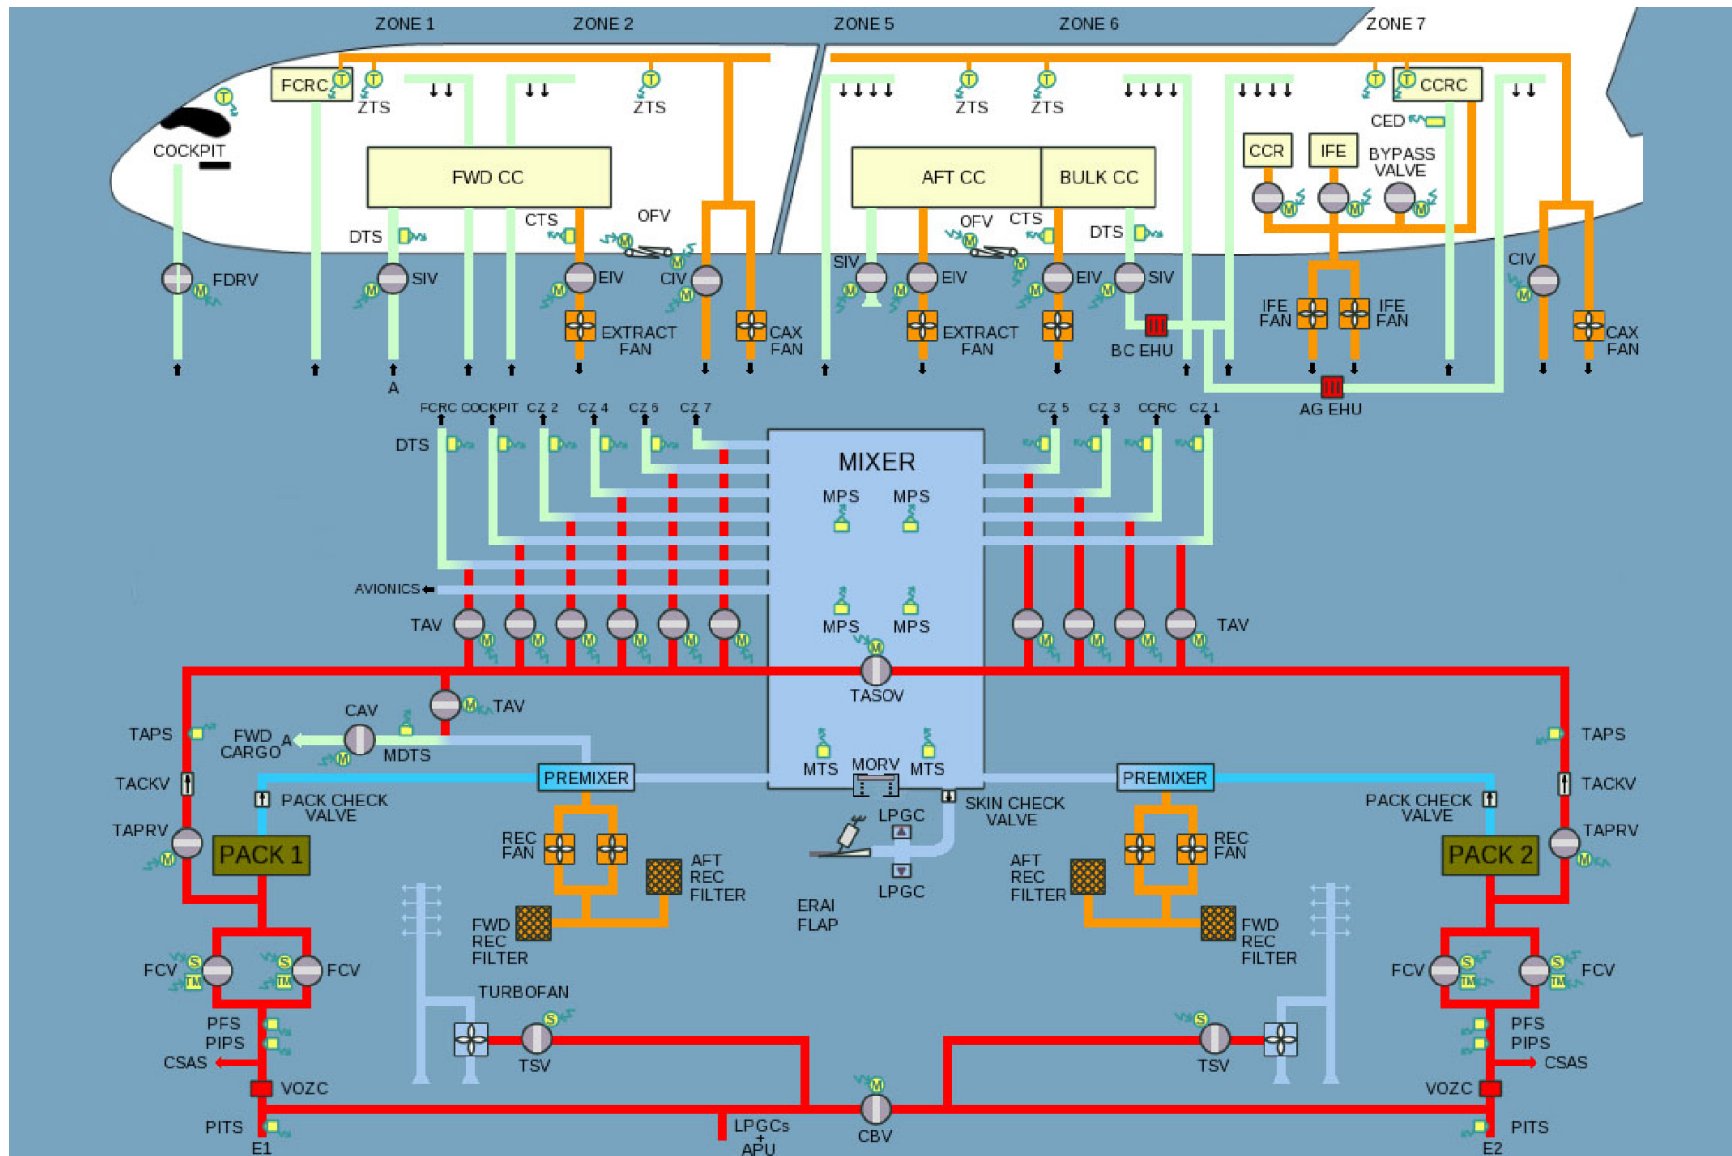 ZONE 1
ZONE 2
ZONE 5
ZONE 6
ZONE 7
FCRC
T
T
T
T
T
T
T
T
CCRC
ZTS
ZTS
ZTS
ZTS
CED
COCKPIT
CCR
IFE
BYPASS
VALVE
FWD CC
AFT CC
BULK CC
M
M
M
DTS
CTS
OFV
OFV
CTS
DTS
M
M
M
M
FDRV
M
SIV
M
EIV
M
CIV
M
SIV
M
EIV
M
EIV
M
SIV
M
CIV
M
EXTRACT
FAN
CAX
FAN
EXTRACT
FAN
BC EHU
IFE
FAN
IFE
FAN
CAX
FAN
A
AG EHU
FCRC
COCKPIT
CZ 2
CZ 4
CZ 6
CZ 7
CZ 5
CZ 3
CCRC
CZ 1
DTS
MIXER
MPS
MPS
AVIONICS
MPS
MPS
TAV
M
M
M
M
M
M
M
M
M
M
M
TAV
TASOV
TAPS
FWD
CARGO
A
CAV
M
MDTS
M
TAV
TAPS
MTS
MORV
MTS
TACKV
PACK CHECK
VALVE
PREMIXER
PREMIXER
PACK CHECK
VALVE
TACKV
SKIN CHECK
VALVE
LPGC
TAPRV
M
PACK 1
REC
FAN
AFT
REC
FILTER
LPGC
AFT
REC
FILTER
REC
FAN
PACK 2
TAPRV
M
ERAI
FLAP
FWD
REC
FILTER
FWD
REC
FILTER
FCV
S
TM
S
TM
FCV
FCV
S
TM
S
TM
FCV
TURBOFAN
PFS
PIPS
CSAS
S
TSV
S
TSV
PFS
PIPS
CSAS
VOZC
VOZC
M
CBV
PITS
E1
LPGCs
+
APU
PITS
E2